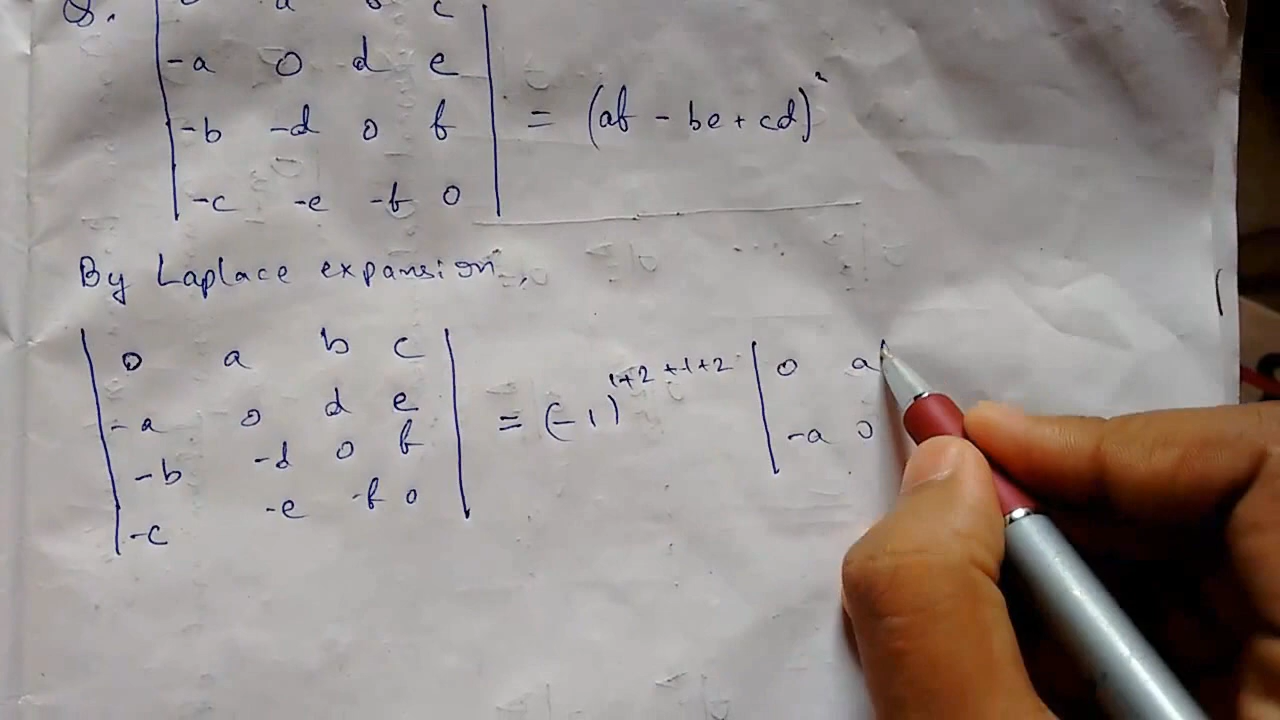 Q. 0 a b c
-a 0 d e
-b -d 0 f = (af - be + cd)²
-c -e -f 0
By Laplace expansion,
0 a b c
-a 0 d e = (-1)^{1+2+1+2} | 0 a
-b -d 0 f -a 0
-c -e -f 0